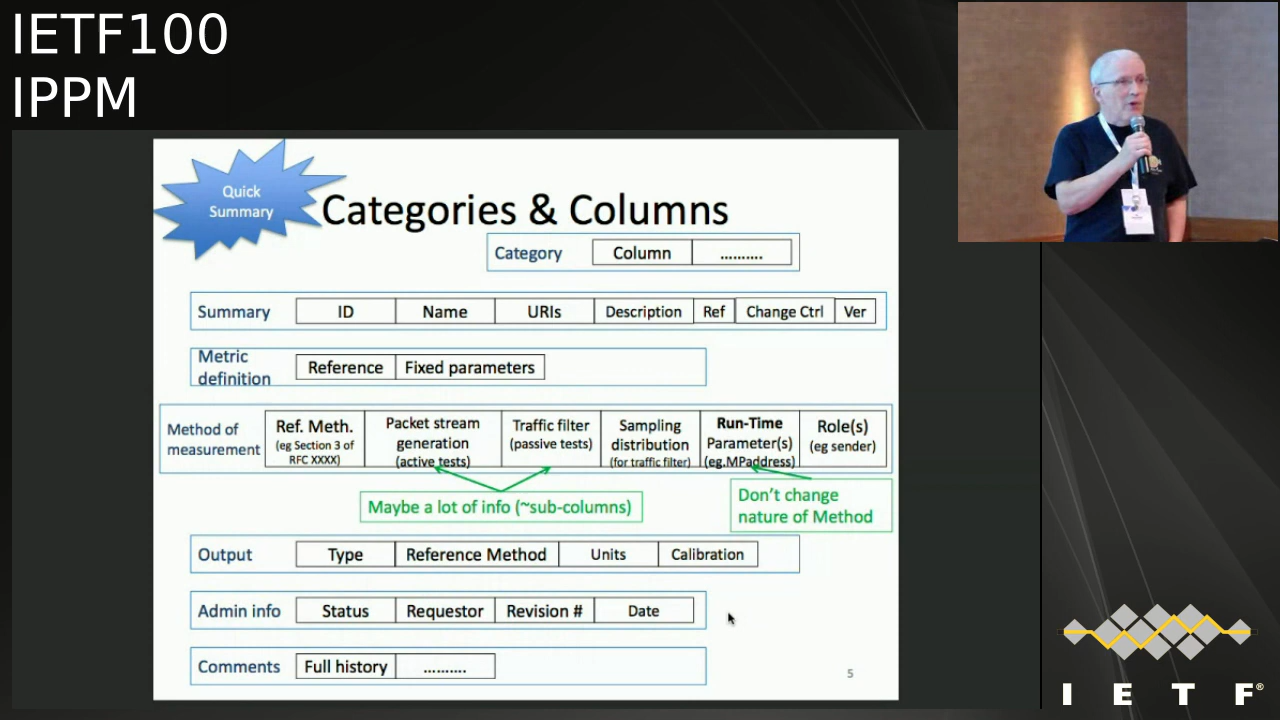 IETF100
IPPM
Quick
Summary
Categories & Columns
Category Column ..........
Summary ID Name URIs Description Ref Change Ctrl Ver
Metric
definition
Reference Fixed parameters
Method of
measurement
Ref. Meth.
(eg Section 3 of
RFC XXXX)
Packet stream
generation
(active tests)
Traffic filter
(passive tests)
Sampling
distribution
(for traffic filter)
Run-Time
Parameter(s)
(eg.MPaddress)
Role(s)
(eg sender)
Maybe a lot of info (~sub-columns)
Don't change
nature of Method
Output Type Reference Method Units Calibration
Admin info Status Requestor Revision # Date
Comments Full history ..........
5
I E T F®